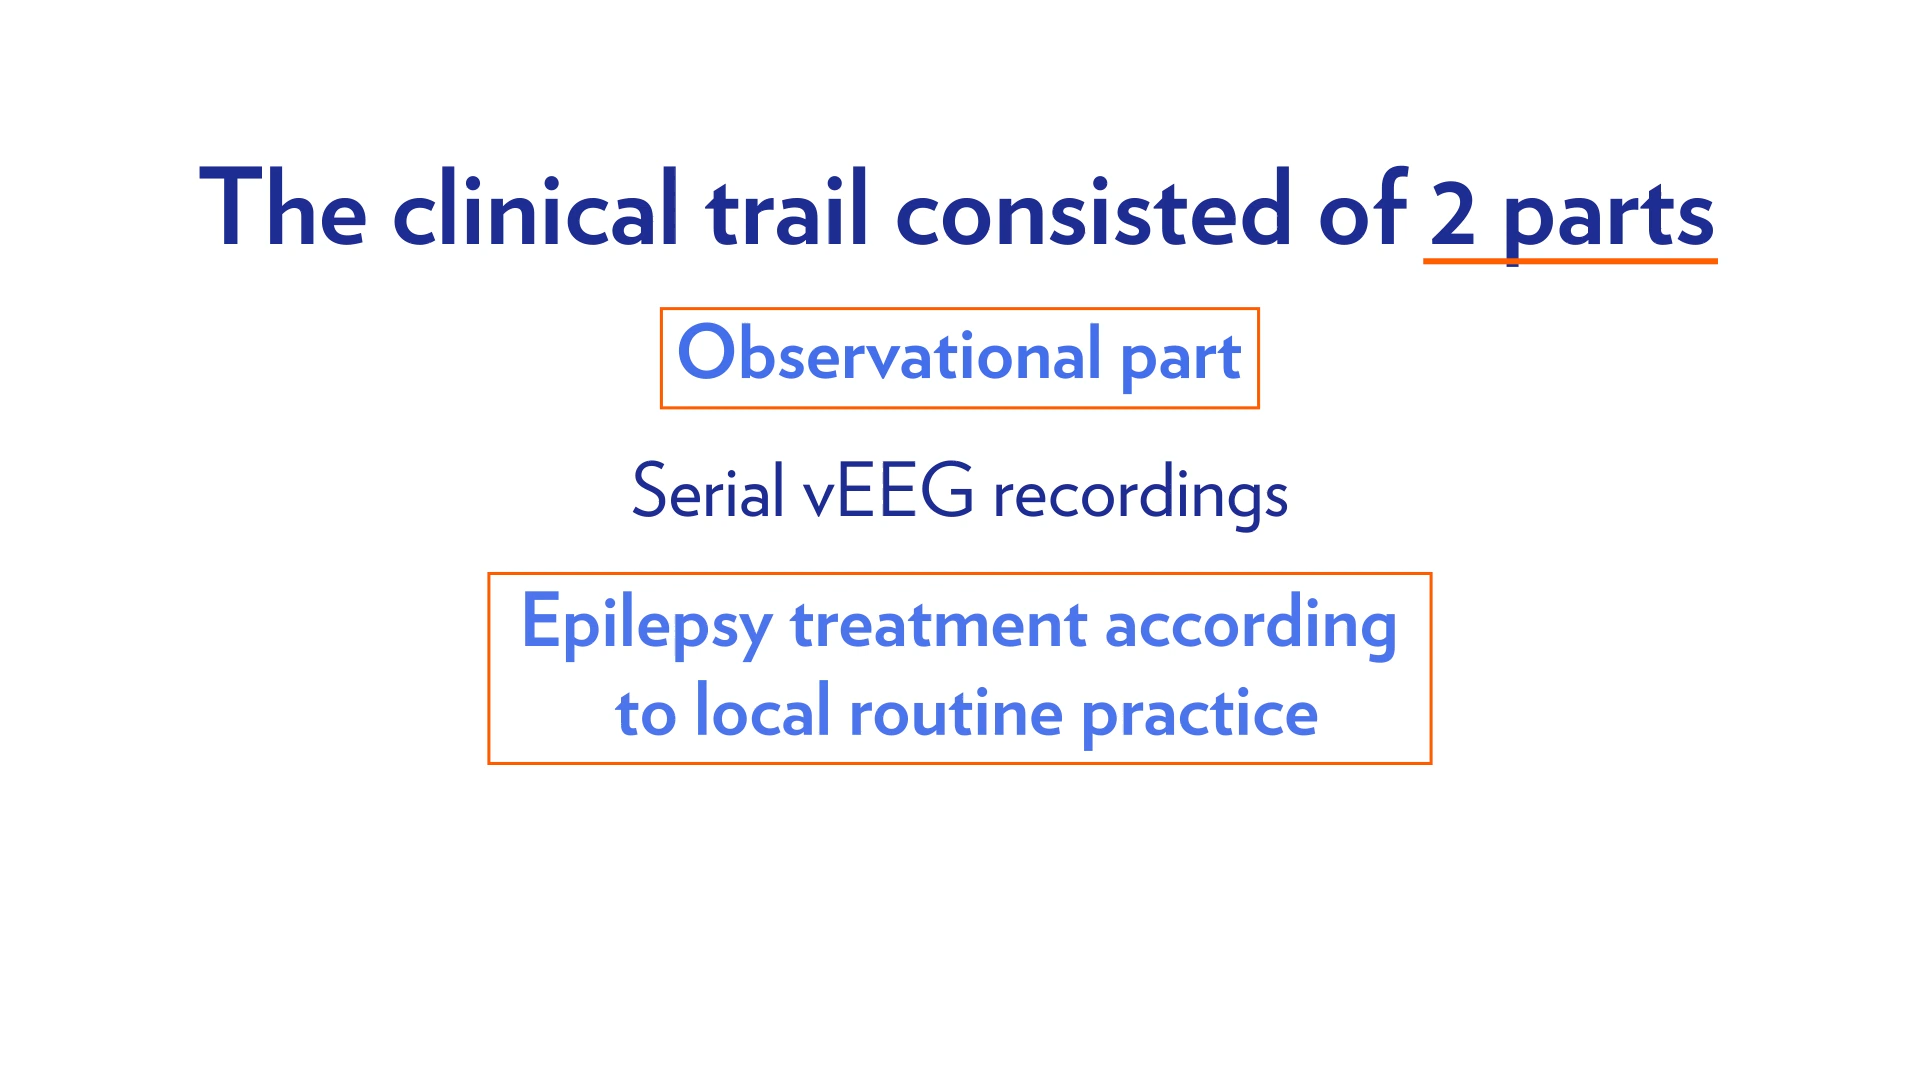 The clinical trail consisted of 2 parts
Observational part
Serial vEEG recordings
Epilepsy treatment according
to local routine practice